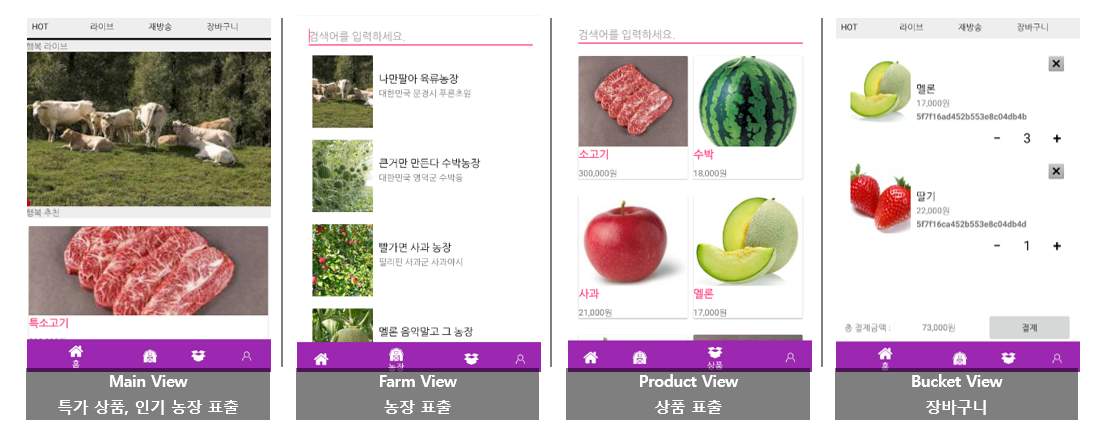 HOT 라이브 재방송 장바구니
행복 라이브
행복 추천
특소고기
홈
Main View
특가 상품, 인기 농장 표출
검색어를 입력하세요.
나만팔아 육류농장
대한민국 문경시 푸른초원
큰거만 만든다 수박농장
대한민국 영덕군 수박동
빨가면 사과 농장
필리핀 사과군 사과야시
멜론 음악말고 그 농장
농장
Farm View
농장 표출
검색어를 입력하세요.
소고기 수박
300,000원 18,000원
사과 멜론
21,000원 17,000원
상품
Product View
상품 표출
HOT 라이브 재방송 장바구니
멜론
17,000원
5f7f16ad452b553e8c04db4b
- 3 +
딸기
22,000원
5f7f16ca452b553e8c04db4d
- 1 +
총 결제금액 : 73,000원 결제
홈
Bucket View
장바구니